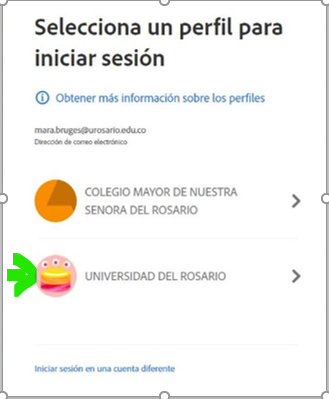 Selecciona un perfil para
iniciar sesión
Obtener más información sobre los perfiles
mara.bruges@urosario.edu.co
Dirección de correo electrónico
COLEGIO MAYOR DE NUESTRA
SENORA DEL ROSARIO
UNIVERSIDAD DEL ROSARIO
Iniciar sesión en una cuenta diferente